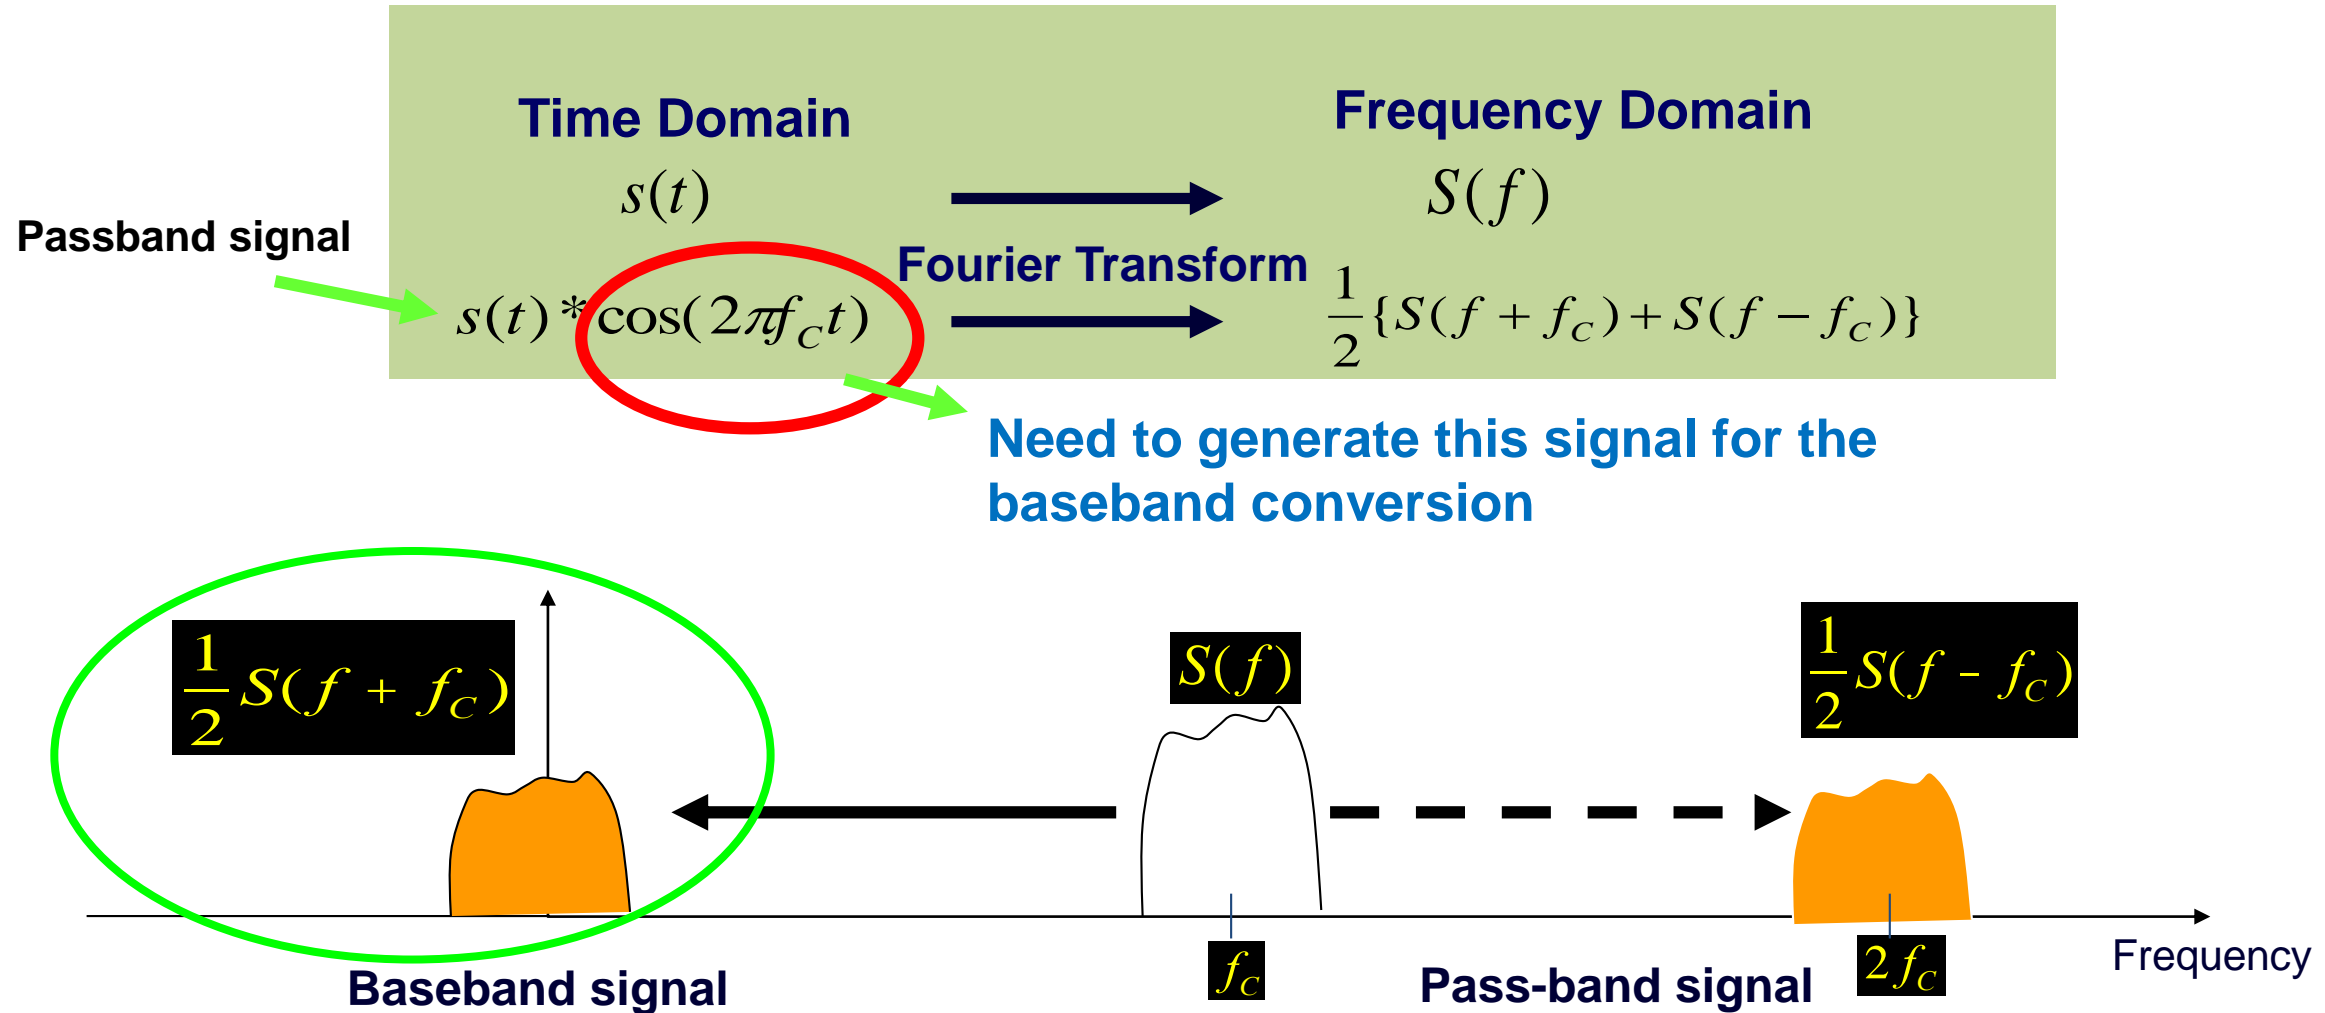 Time Domain
Frequency Domain
s(t)
S(f)
Passband signal
Fourier Transform
s(t)*cos(2πf_C t)
1/2{S(f + f_C) + S(f − f_C)}
Need to generate this signal for the
baseband conversion
1/2 S(f + f_C)
S(f)
1/2 S(f − f_C)
f_C
2f_C
Frequency
Baseband signal
Pass-band signal